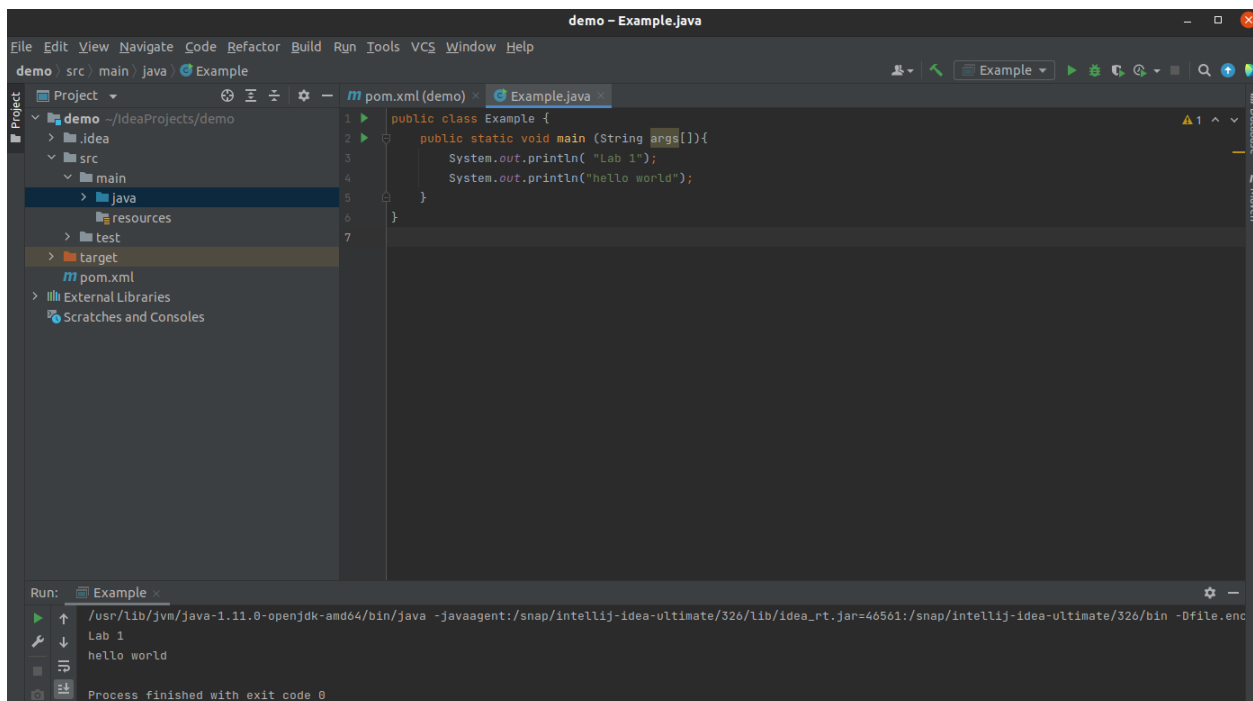 demo – Example.java
File Edit View Navigate Code Refactor Build Run Tools VCS Window Help
demo src main java Example
Example
Project
Project
pom.xml (demo)
Example.java
demo ~/IdeaProjects/demo
.idea
src
main
java
resources
test
target
pom.xml
External Libraries
Scratches and Consoles
1 public class Example {
2 public static void main (String args[]){
3 System.out.println( "Lab 1");
4 System.out.println("hello world");
5 }
6 }
7
1
Run: Example
/usr/lib/jvm/java-1.11.0-openjdk-amd64/bin/java -javaagent:/snap/intellij-idea-ultimate/326/lib/idea_rt.jar=46561:/snap/intellij-idea-ultimate/326/bin -Dfile.enc
Lab 1
hello world
Process finished with exit code 0